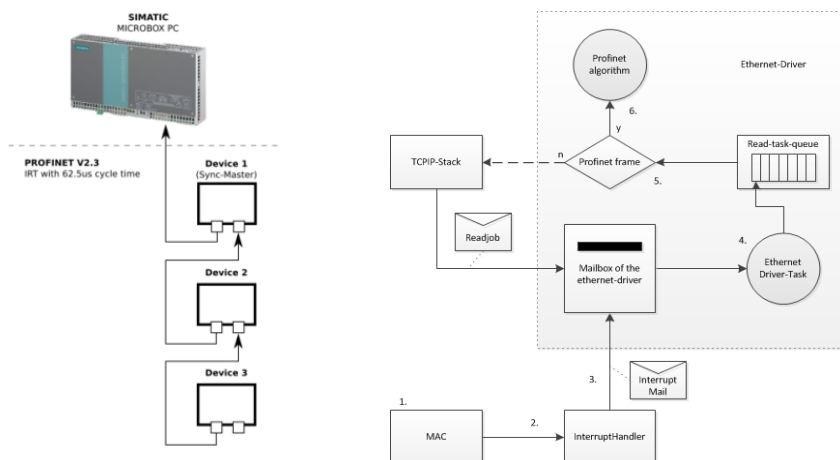 SIMATIC
MICROBOX PC
PROFINET V2.3
IRT with 62.5us cycle time
Device 1
(Sync-Master)
Device 2
Device 3
Ethernet-Driver
Profinet
algorithm
6.
y
n
Profinet frame
5.
TCPIP-Stack
Read-task-queue
Readjob
Mailbox of the
ethernet-driver
4.
Ethernet
Driver-Task
3.
Interrupt
Mail
1.
2.
MAC
InterruptHandler